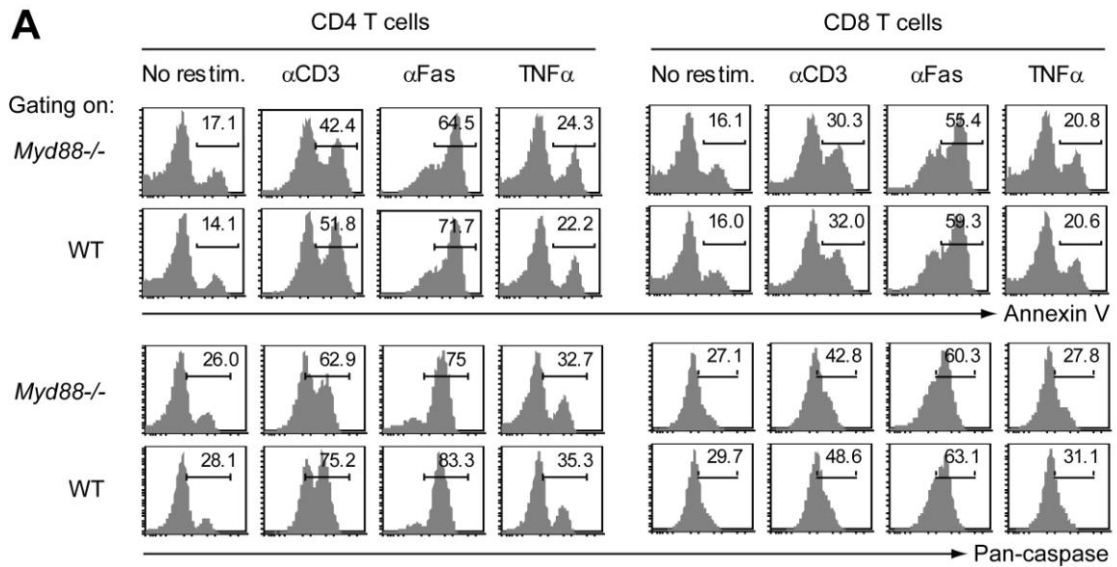 A
CD4 T cells CD8 T cells
No restim. αCD3 αFas TNFα No restim. αCD3 αFas TNFα
Gating on:
Myd88-/- 17.1 42.4 64.5 24.3 16.1 30.3 55.4 20.8
WT 14.1 51.8 71.7 22.2 16.0 32.0 59.3 20.6
Annexin V
Myd88-/- 26.0 62.9 75 32.7 27.1 42.8 60.3 27.8
WT 28.1 75.2 83.3 35.3 29.7 48.6 63.1 31.1
Pan-caspase